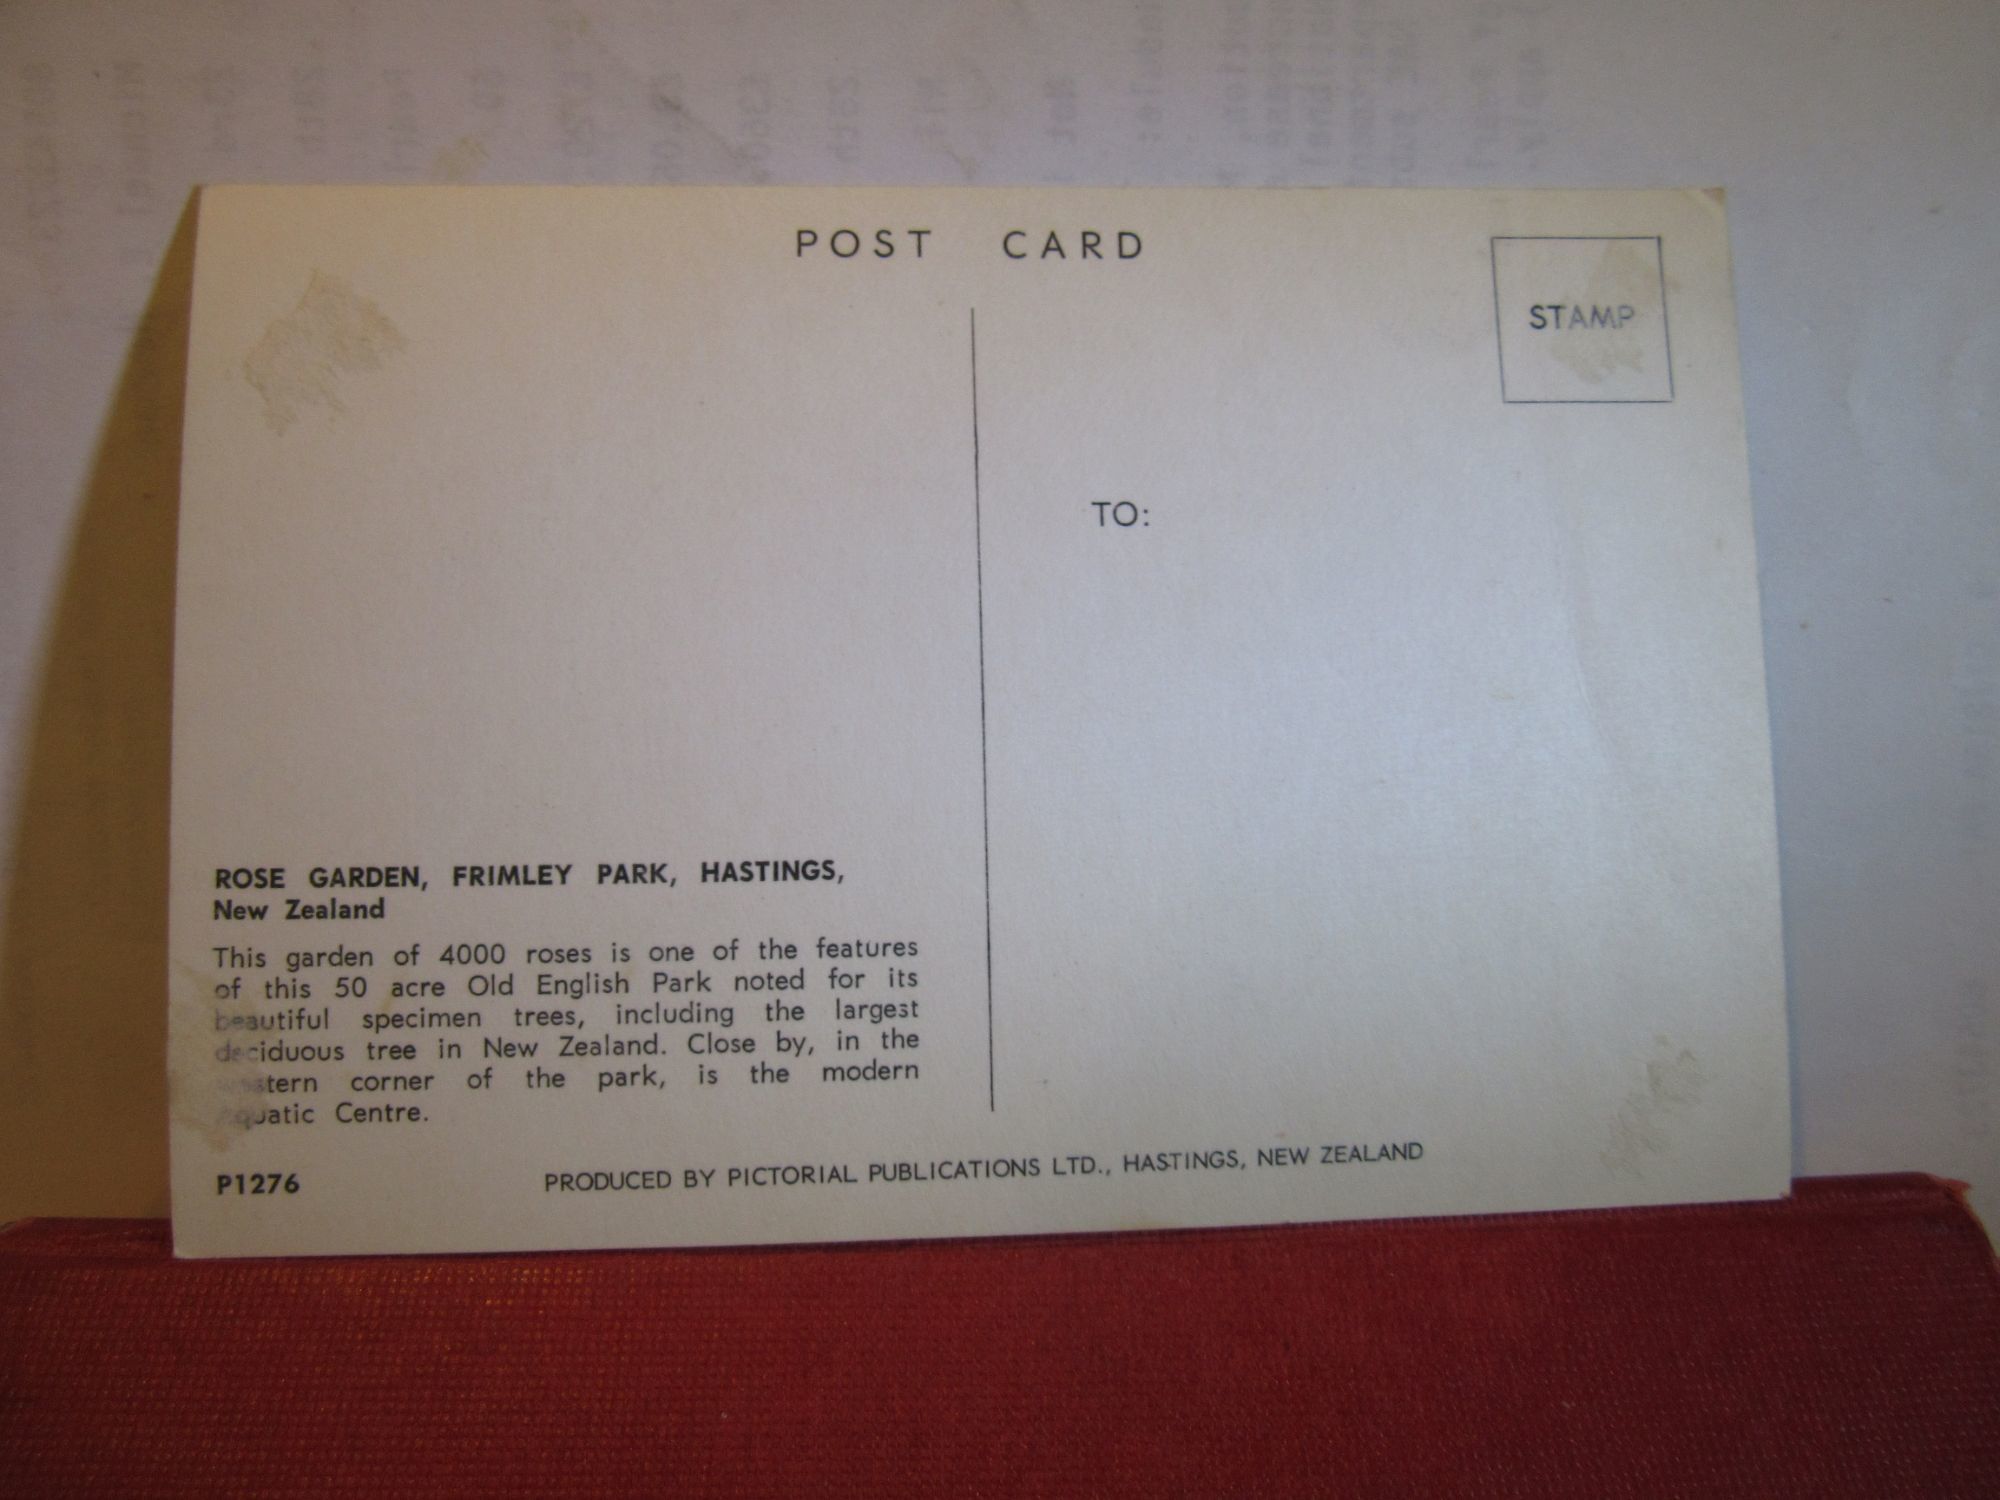 POST CARD
STAMP
TO:
ROSE GARDEN, FRIMLEY PARK, HASTINGS,
New Zealand
This garden of 4000 roses is one of the features
of this 50 acre Old English Park noted for its
beautiful specimen trees, including the largest
deciduous tree in New Zealand. Close by, in the
corner of the park, is the modern
Aquatic Centre.
P1276
PRODUCED BY PICTORIAL PUBLICATIONS LTD., HASTINGS, NEW ZEALAND